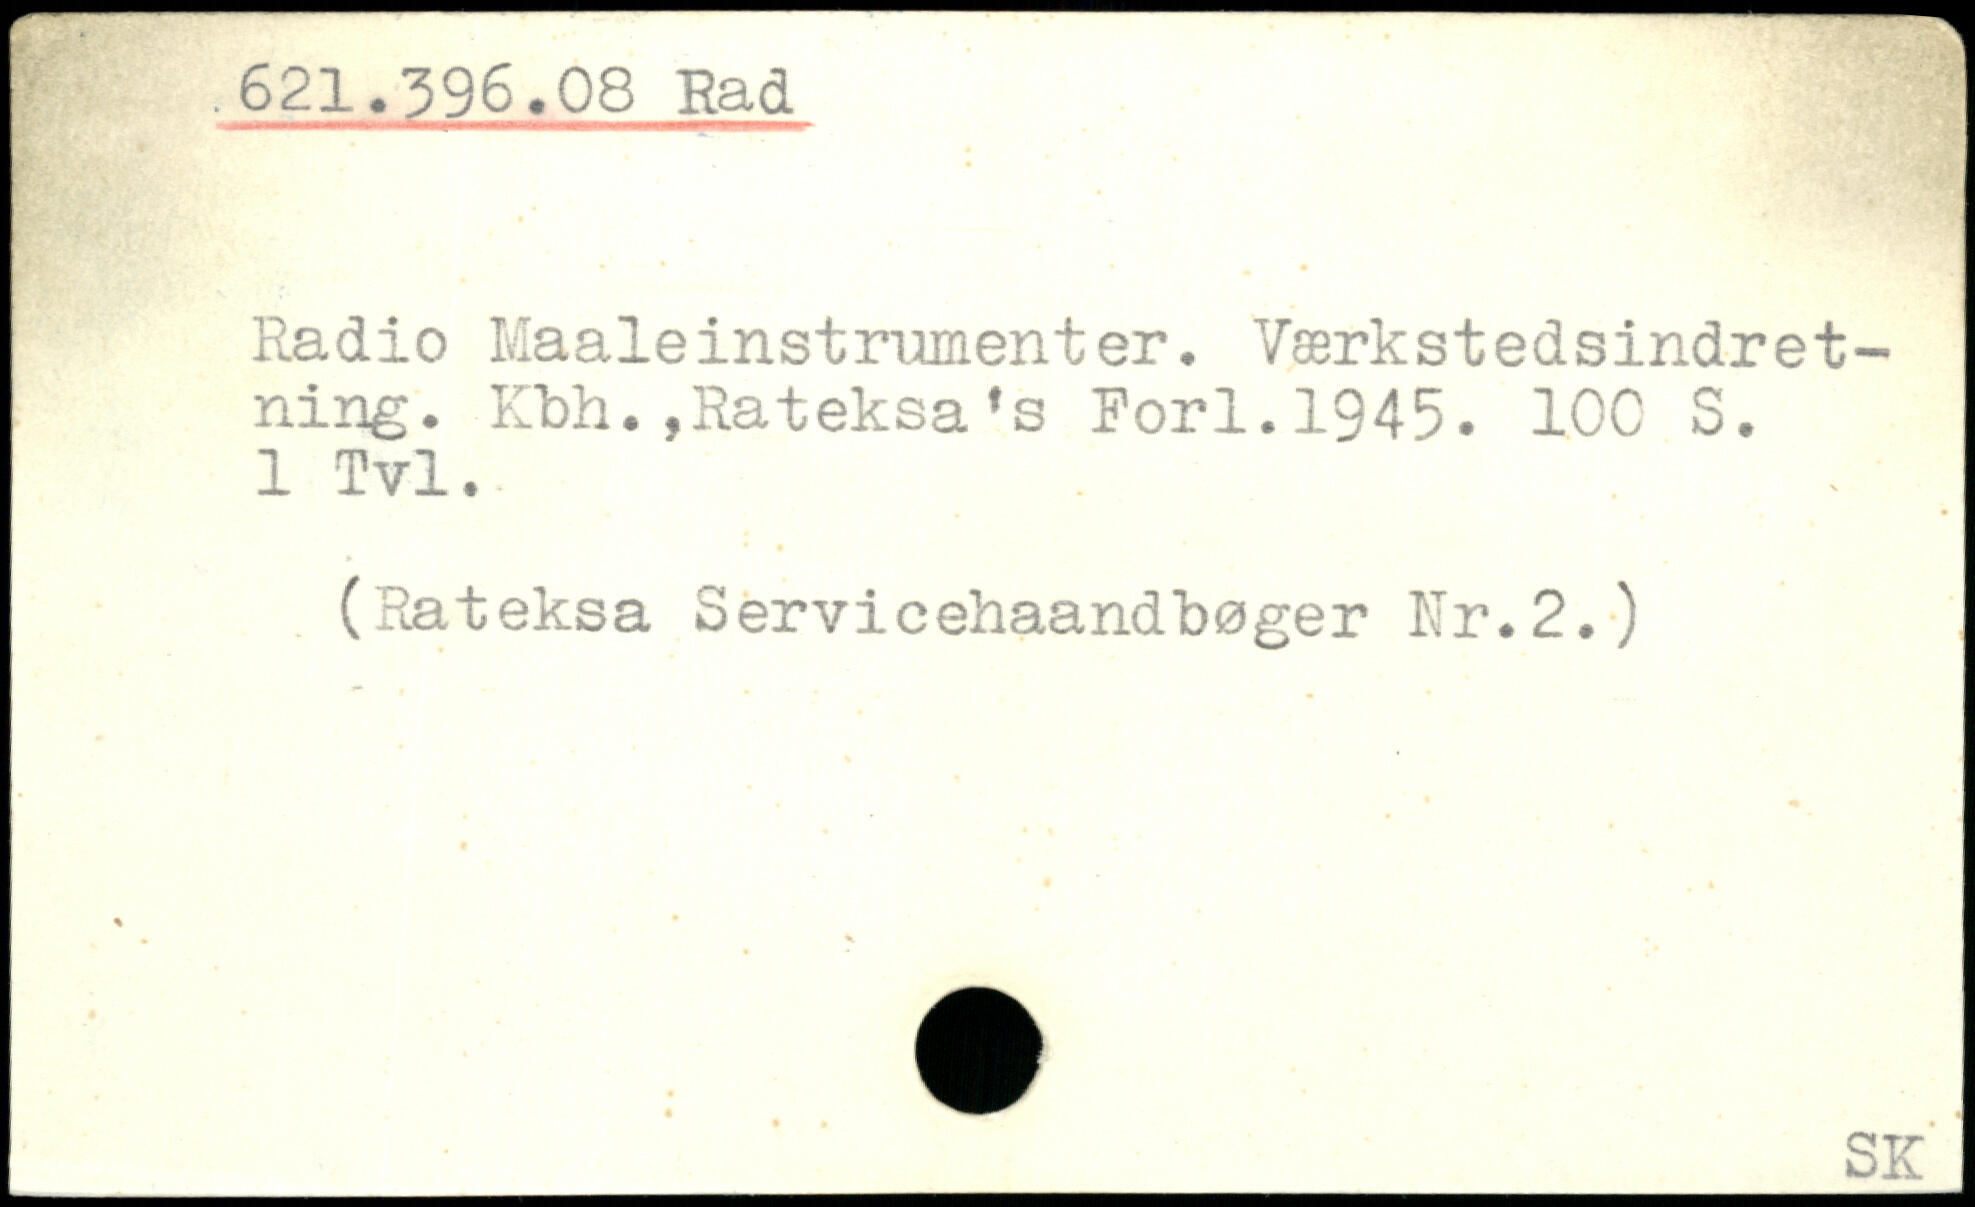 621.396.08 Rad
Radio Maaleinstrumenter. Værkstedsindret-
ning. Kbh.,Rateksa's Forl.1945. 100 S.
1 Tvl.
(Rateksa Servicehaandbøger Nr.2.)
SK